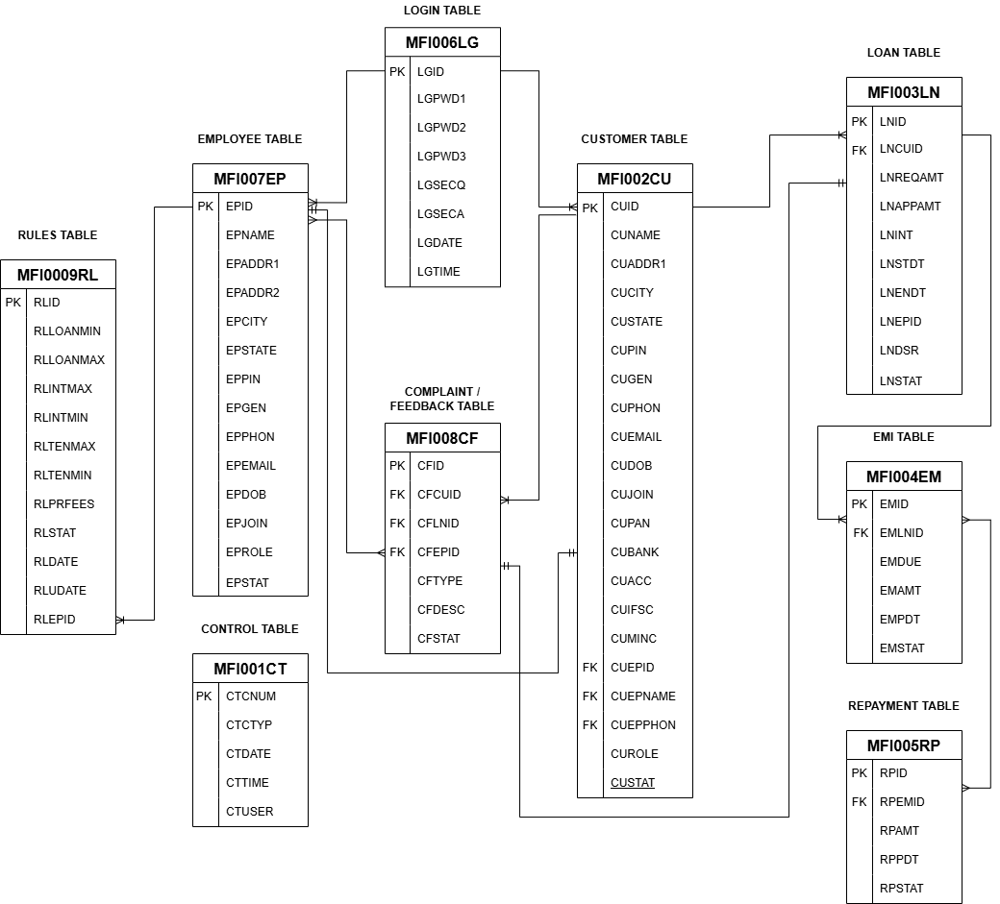 LOGIN TABLE
MFI006LG
PK LGID
LGPWD1
LGPWD2
LGPWD3
LGSECQ
LGSECA
LGDATE
LGTIME
LOAN TABLE
MFI003LN
PK LNID
FK LNCUID
LNREQAMT
LNAPPAMT
LNINT
LNSTDT
LNENDT
LNEPID
LNDSR
LNSTAT
EMPLOYEE TABLE
MFI007EP
PK EPID
EPNAME
EPADDR1
EPADDR2
EPCITY
EPSTATE
EPPIN
EPGEN
EPPHON
EPEMAIL
EPDOB
EPJOIN
EPROLE
EPSTAT
CUSTOMER TABLE
MFI002CU
PK CUID
CUNAME
CUADDR1
CUCITY
CUSTATE
CUPIN
CUGEN
CUPHON
CUEMAIL
CUDOB
CUJOIN
CUPAN
CUBANK
CUACC
CUIFSC
CUMINC
FK CUEPID
FK CUEPNAME
FK CUEPPHON
CUROLE
CUSTAT
RULES TABLE
MFI0009RL
PK RLID
RLLOANMIN
RLLOANMAX
RLINTMAX
RLINTMIN
RLTENMAX
RLTENMIN
RLPRFEES
RLSTAT
RLDATE
RLUDATE
RLEPID
COMPLAINT /
FEEDBACK TABLE
MFI008CF
PK CFID
FK CFCUID
FK CFLNID
FK CFEPID
CFTYPE
CFDESC
CFSTAT
EMI TABLE
MFI004EM
PK EMID
FK EMLNID
EMDUE
EMAMT
EMPDT
EMSTAT
CONTROL TABLE
MFI001CT
PK CTCNUM
CTCTYP
CTDATE
CTTIME
CTUSER
REPAYMENT TABLE
MFI005RP
PK RPID
FK RPEMID
RPAMT
RPPDT
RPSTAT